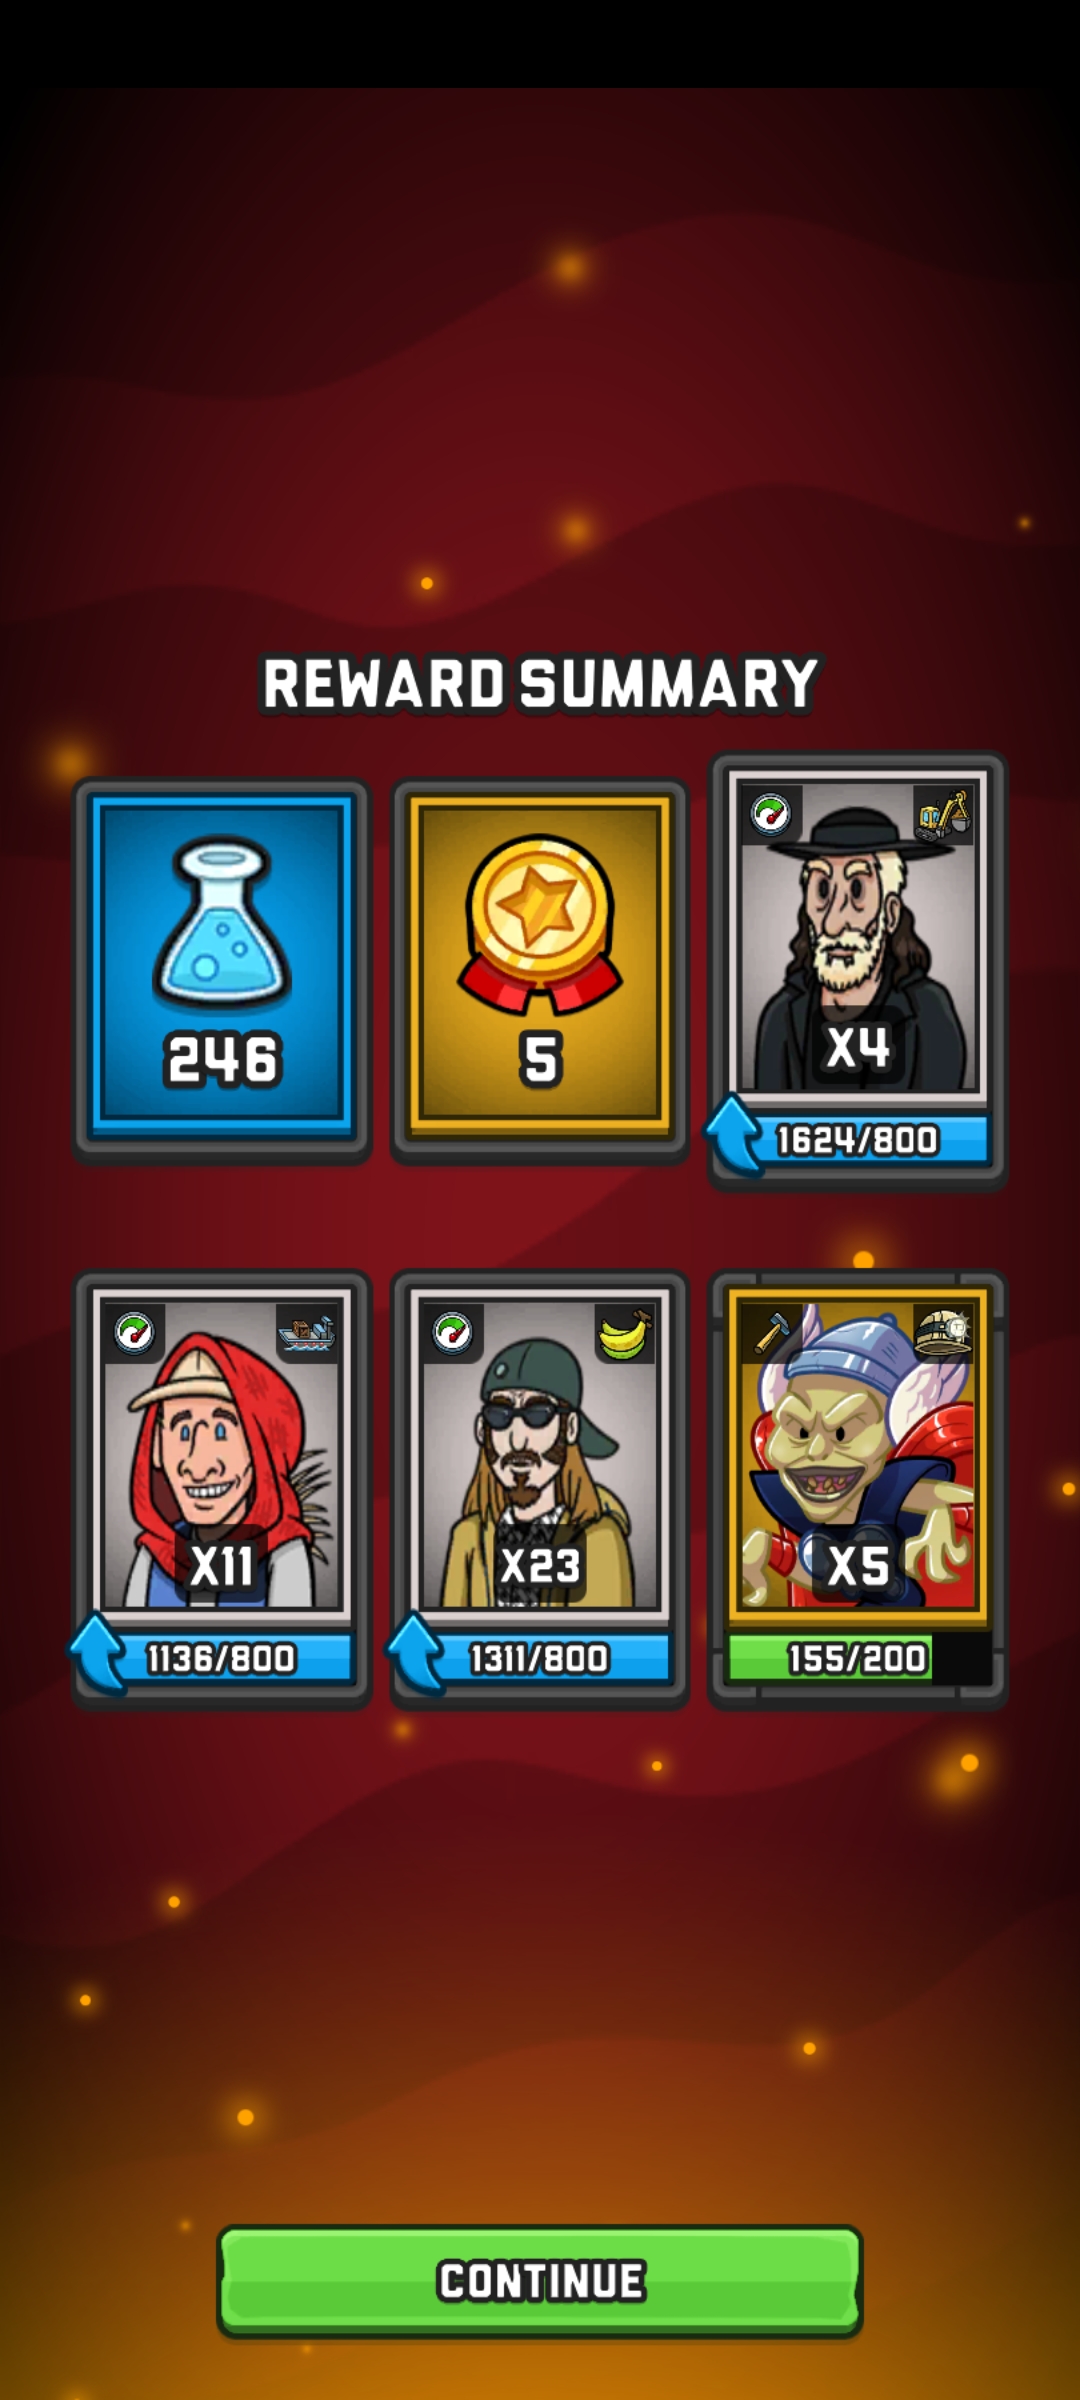 REWARD SUMMARY
246
5
X4
1624/800
X11
1136/800
X23
1311/800
X5
155/200
CONTINUE